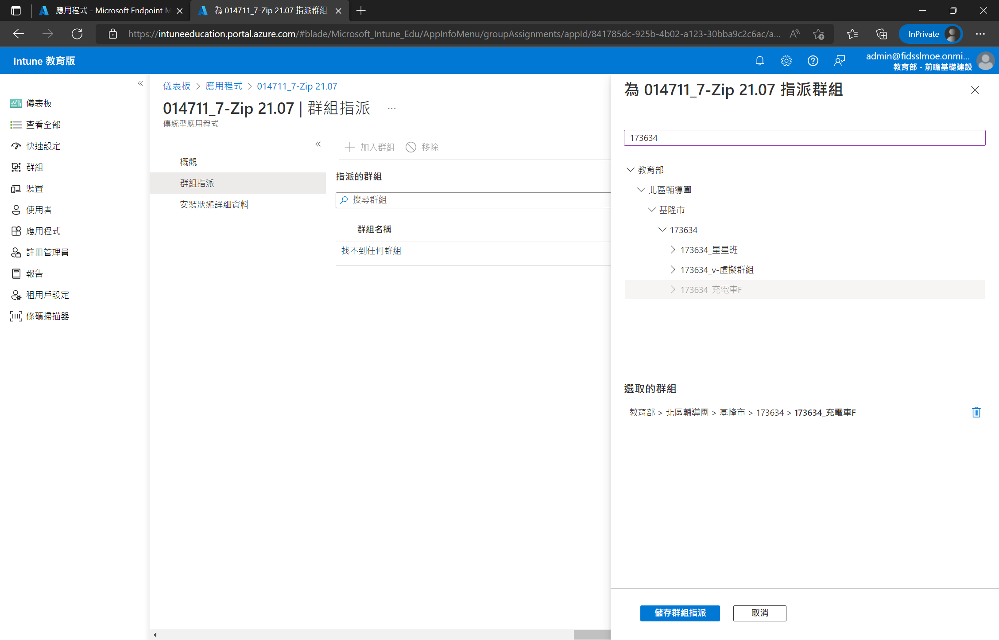 應用程式 - Microsoft Endpoint M
為 014711_7-Zip 21.07 指派群組
https://intuneeducation.portal.azure.com/#blade/Microsoft_Intune_Edu/AppInfoMenu/groupAssignments/appId/841785dc-925b-4b02-a123-30bba9c2c6ac/a...
InPrivate
Intune 教育版
admin@fidsslmoe.onmi...
教育部 - 前瞻基礎建設
儀表板
查看全部
快速設定
群組
裝置
使用者
應用程式
註冊管理員
報告
租用戶設定
條碼掃描器
儀表板 > 應用程式 > 014711_7-Zip 21.07
014711_7-Zip 21.07 | 群組指派 ...
傳統型應用程式
概觀
群組指派
安裝狀態詳細資料
加入群組 移除
指派的群組
搜尋群組
群組名稱
找不到任何群組
為 014711_7-Zip 21.07 指派群組
173634
教育部
北區輔導團
基隆市
173634
173634_星星班
173634_v-虛擬群組
173634_充電車F
選取的群組
教育部 > 北區輔導團 > 基隆市 > 173634 > 173634_充電車F
儲存群組指派 取消